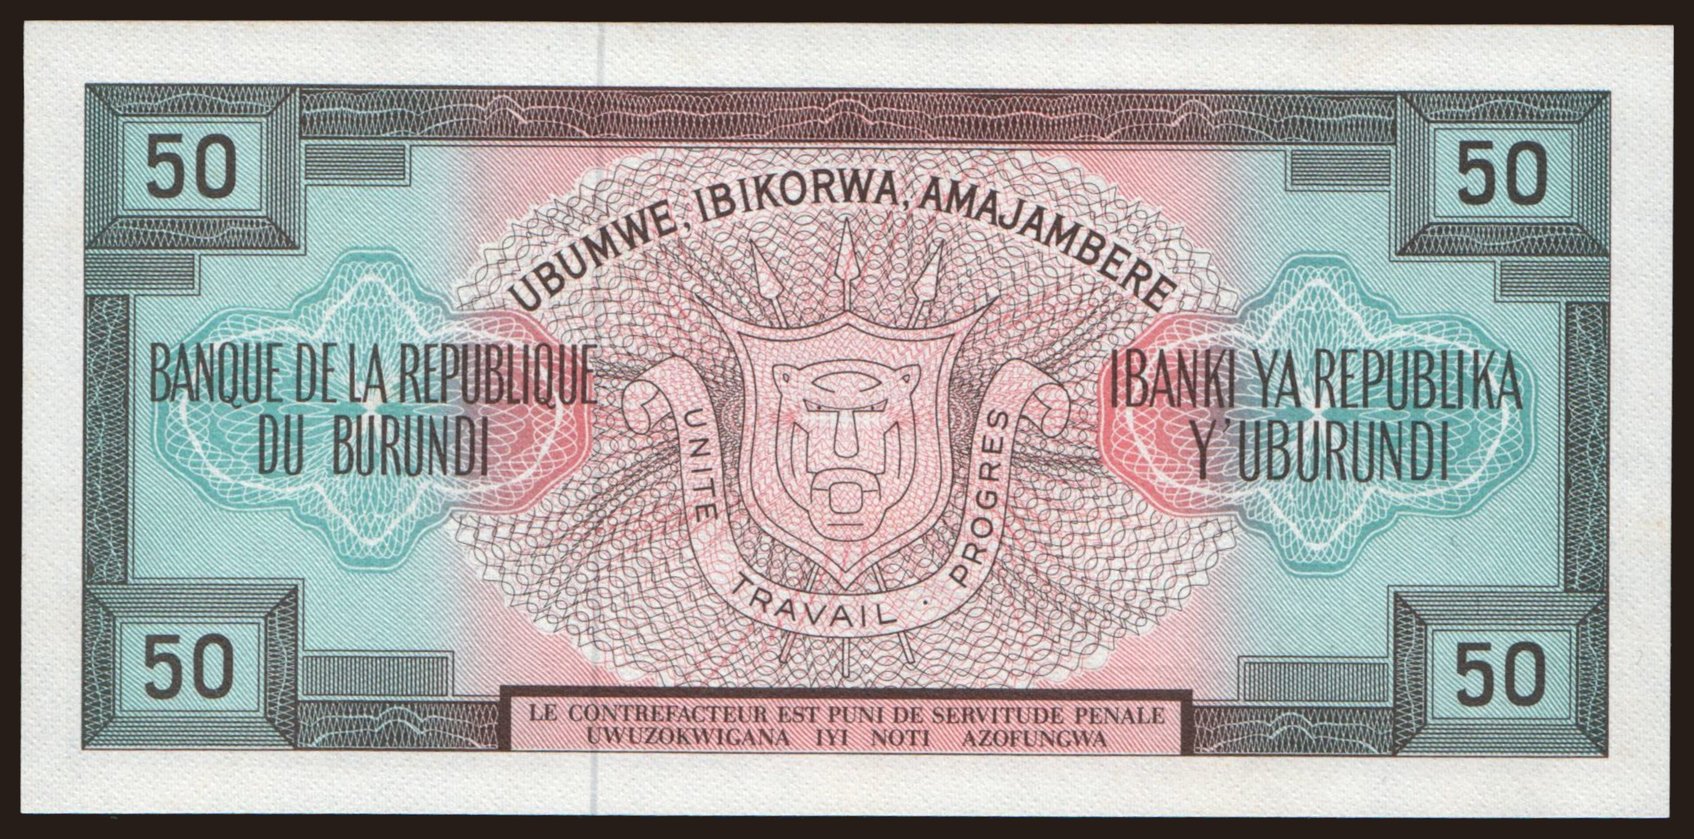 50
50
UBUMWE, IBIKORWA, AMAJAMBERE
BANQUE DE LA REPUBLIQUE
DU BURUNDI
IBANKI YA REPUBLIKA
Y'UBURUNDI
UNITE TRAVAIL . PROGRES
50
50
LE CONTREFACTEUR EST PUNI DE SERVITUDE PENALE
UWUZOKWIGANA IYI NOTI AZOFUNGWA